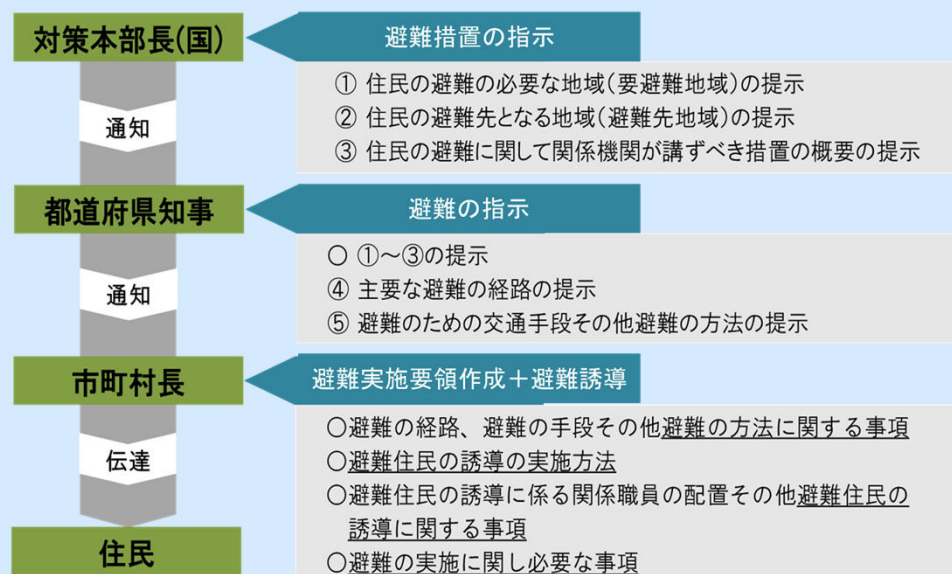 対策本部長(国)
避難措置の指示
① 住民の避難の必要な地域(要避難地域)の提示
② 住民の避難先となる地域(避難先地域)の提示
③ 住民の避難に関して関係機関が講ずべき措置の概要の提示
通知
都道府県知事
避難の指示
〇 ①～③の提示
④ 主要な避難の経路の提示
⑤ 避難のための交通手段その他避難の方法の提示
通知
市町村長
避難実施要領作成＋避難誘導
〇避難の経路、避難の手段その他避難の方法に関する事項
〇避難住民の誘導の実施方法
〇避難住民の誘導に係る関係職員の配置その他避難住民の
誘導に関する事項
〇避難の実施に関し必要な事項
伝達
住民